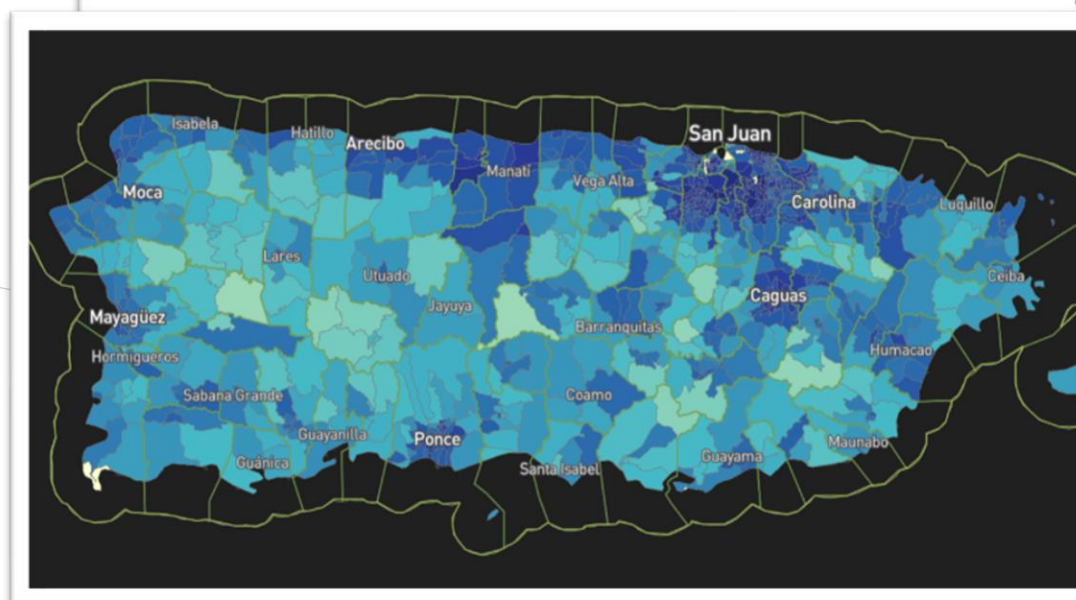 San Juan
Isabela
Hatillo
Arecibo
Manatí
Vega Alta
Moca
Carolina
Luquillo
Lares
Utuado
Ceiba
Jayuya
Caguas
Mayagüez
Barranquitas
Hormigueros
Humacao
Sabana Grande
Coamo
Guayanilla
Ponce
Maunabo
Guánica
Santa Isabel
Guayama